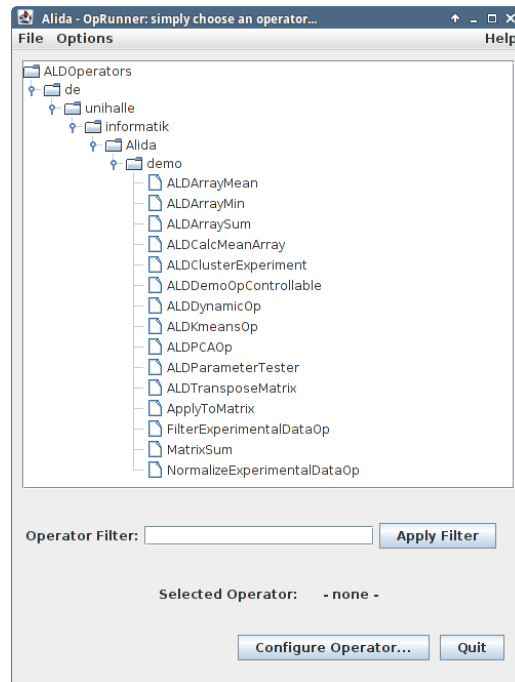 Alida - OpRunner: simply choose an operator...
File Options Help
ALDOperators
de
unihalle
informatik
Alida
demo
ALDArrayMean
ALDArrayMin
ALDArraySum
ALDCalcMeanArray
ALDClusterExperiment
ALDDemoOpControllable
ALDDynamicOp
ALDKmeansOp
ALDPCAOp
ALDParameterTester
ALDTransposeMatrix
ApplyToMatrix
FilterExperimentalDataOp
MatrixSum
NormalizeExperimentalDataOp
Operator Filter: Apply Filter
Selected Operator: - none -
Configure Operator... Quit